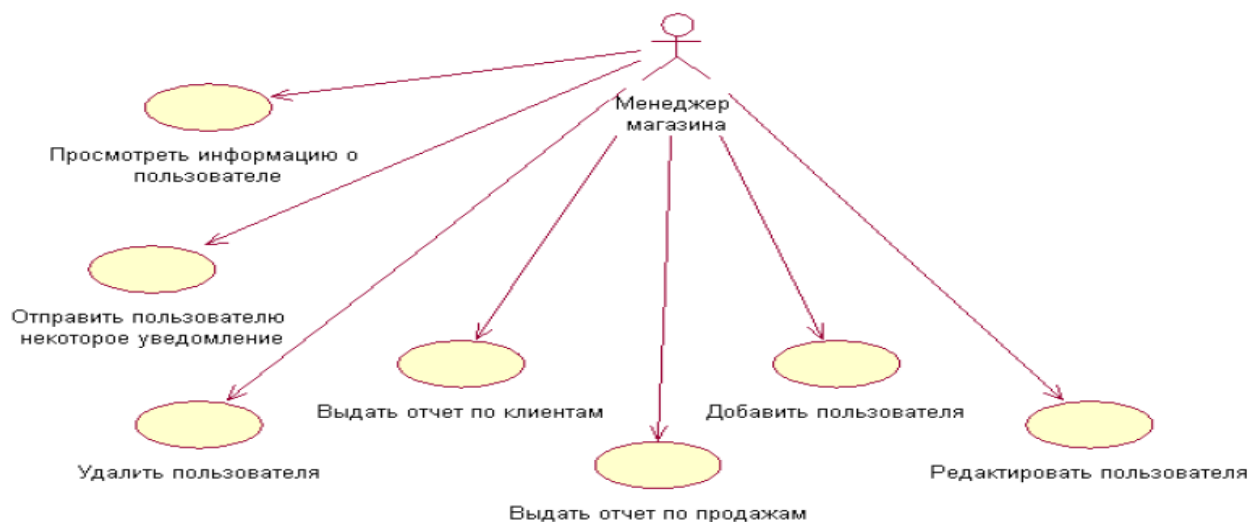 Менеджер
магазина
Просмотреть информацию о
пользователе
Отправить пользователю
некоторое уведомление
Выдать отчет по клиентам
Добавить пользователя
Удалить пользователя
Редактировать пользователя
Выдать отчет по продажам